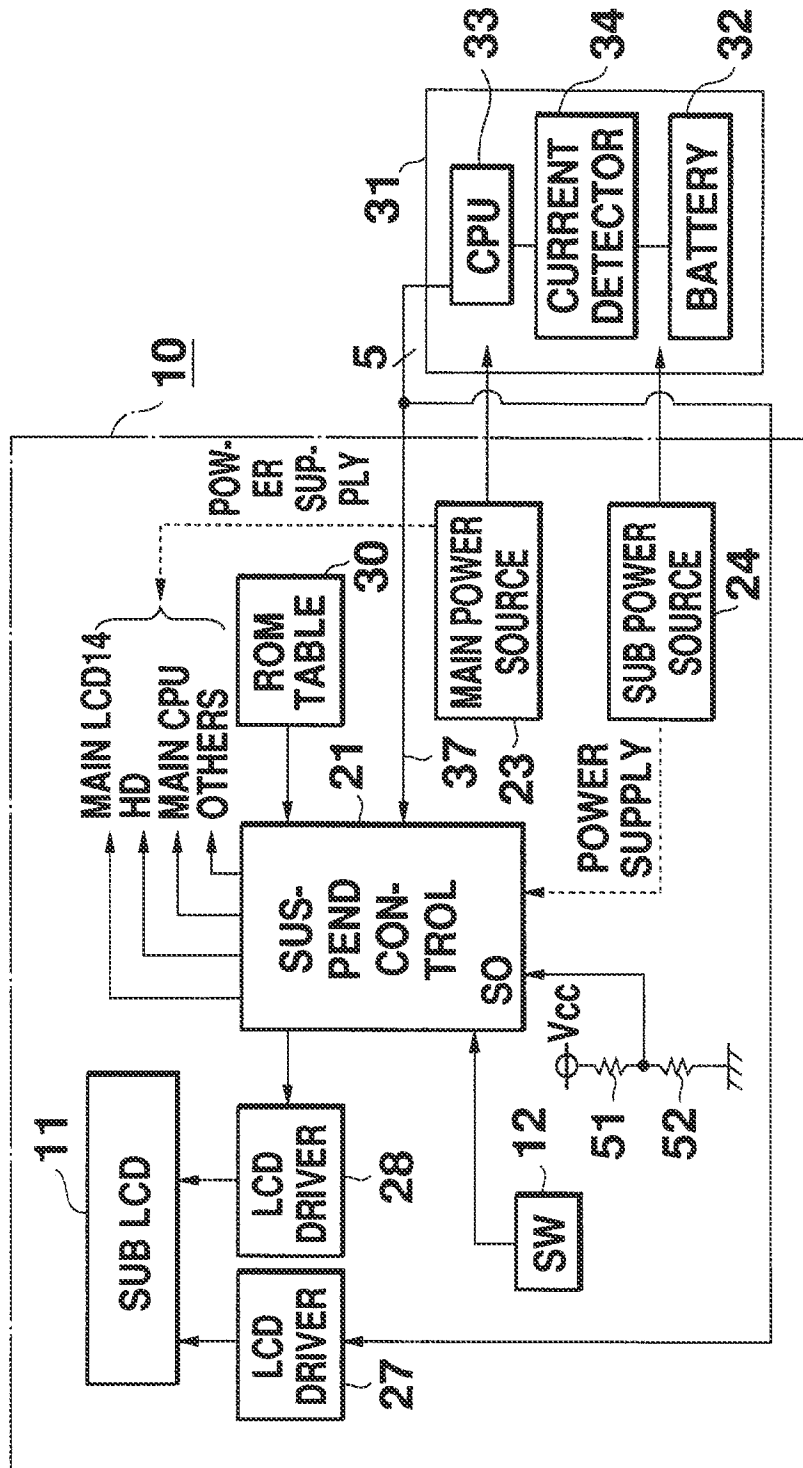 10
11
SUB LCD
LCD
DRIVER
27
LCD
DRIVER
28
MAIN LCD14
HD
MAIN CPU
OTHERS
POW-
ER
SUP-
PLY
21
SUS-
PEND
CON-
TROL
SO
ROM
TABLE
30
SW
12
Vcc
51
52
37
5
MAIN POWER
SOURCE
23
POWER
SUPPLY
SUB POWER
SOURCE
24
31
CPU
33
CURRENT
DETECTOR
34
BATTERY
32